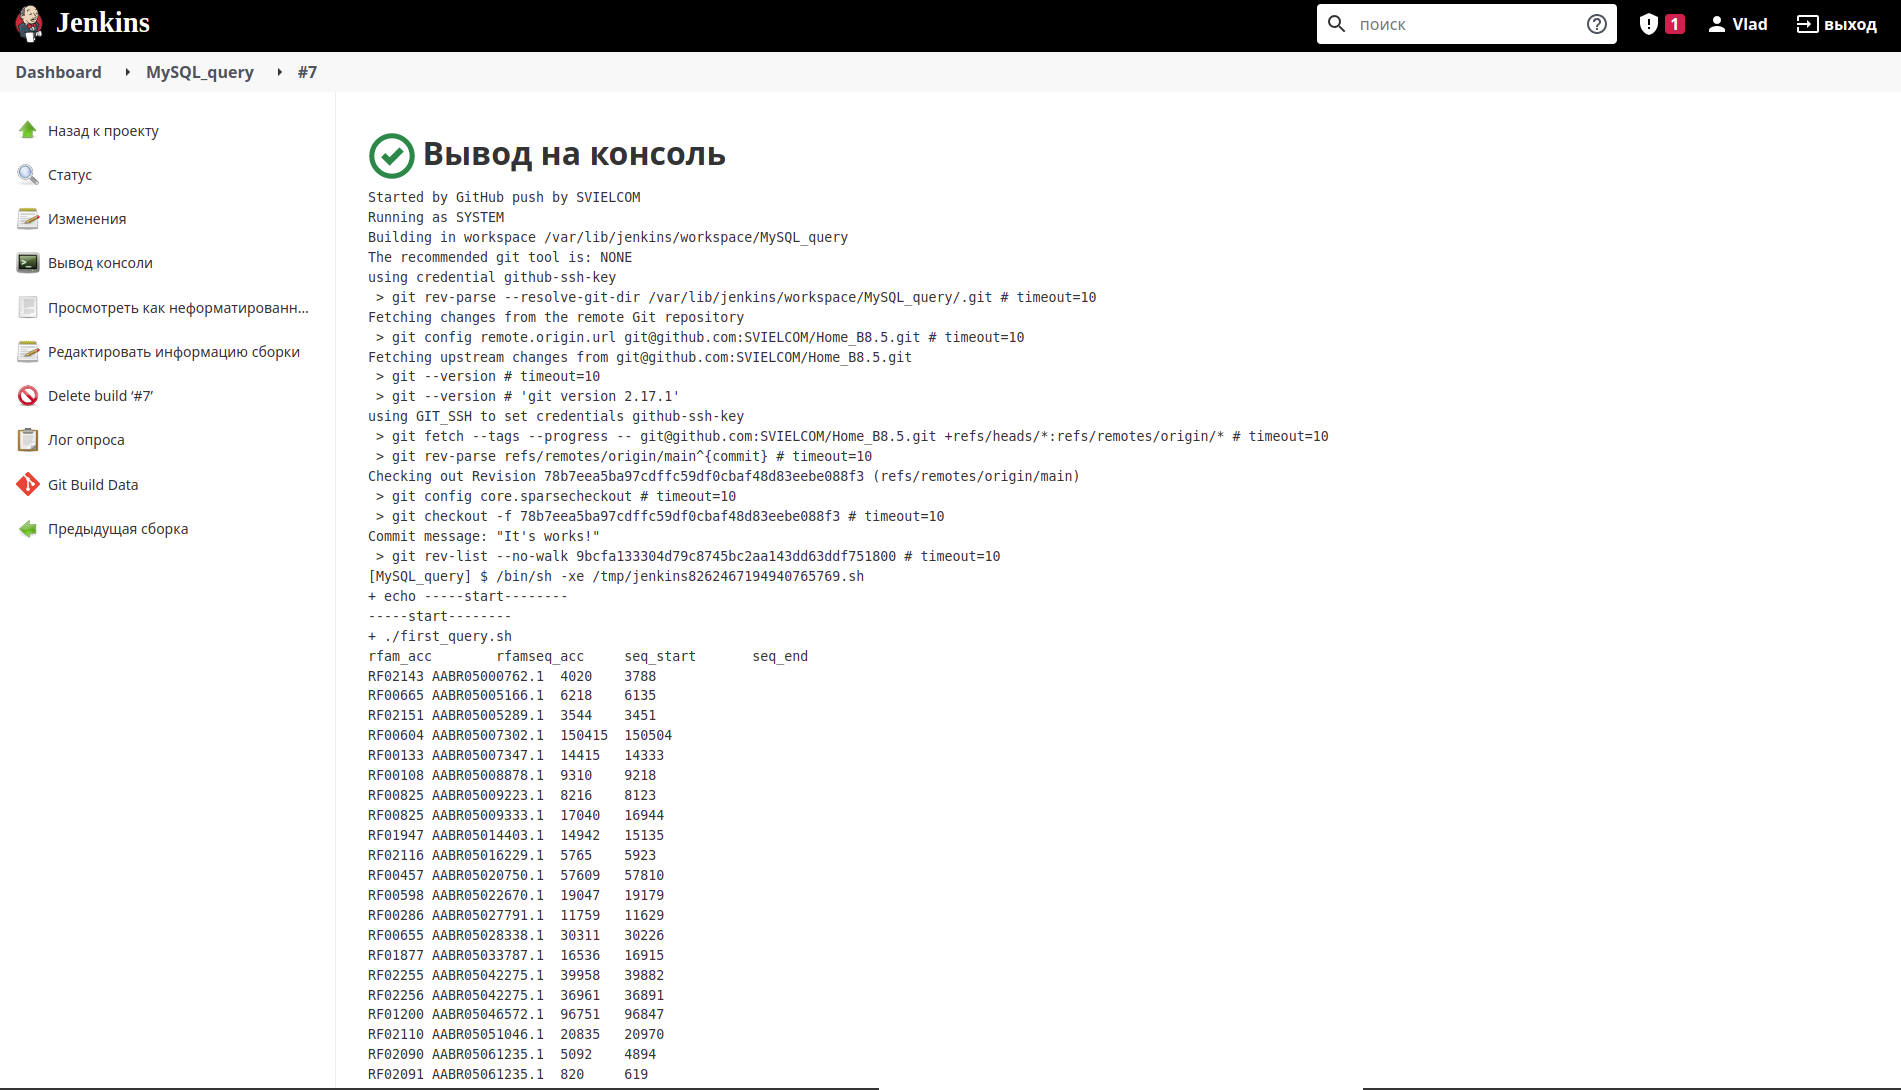 Jenkins
поиск
1
Vlad
выход
Dashboard
MySQL_query
#7
Назад к проекту
Статус
Изменения
Вывод консоли
Просмотреть как неформатированн...
Редактировать информацию сборки
Delete build ‘#7’
Лог опроса
Git Build Data
Предыдущая сборка
Вывод на консоль
Started by GitHub push by SVIELCOM
Running as SYSTEM
Building in workspace /var/lib/jenkins/workspace/MySQL_query
The recommended git tool is: NONE
using credential github-ssh-key
 > git rev-parse --resolve-git-dir /var/lib/jenkins/workspace/MySQL_query/.git # timeout=10
Fetching changes from the remote Git repository
 > git config remote.origin.url git@github.com:SVIELCOM/Home_B8.5.git # timeout=10
Fetching upstream changes from git@github.com:SVIELCOM/Home_B8.5.git
 > git --version # timeout=10
 > git --version # 'git version 2.17.1'
using GIT_SSH to set credentials github-ssh-key
 > git fetch --tags --progress -- git@github.com:SVIELCOM/Home_B8.5.git +refs/heads/*:refs/remotes/origin/* # timeout=10
 > git rev-parse refs/remotes/origin/main^{commit} # timeout=10
Checking out Revision 78b7eea5ba97cdffc59df0cbaf48d83eebe088f3 (refs/remotes/origin/main)
 > git config core.sparsecheckout # timeout=10
 > git checkout -f 78b7eea5ba97cdffc59df0cbaf48d83eebe088f3 # timeout=10
Commit message: "It's works!"
 > git rev-list --no-walk 9bcfa133304d79c8745bc2aa143dd63ddf751800 # timeout=10
[MySQL_query] $ /bin/sh -xe /tmp/jenkins8262467194940765769.sh
+ echo -----start--------
-----start--------
+ ./first_query.sh
rfam_acc	rfamseq_acc	seq_start	seq_end
RF02143	AABR05000762.1	4020	3788
RF00665	AABR05005166.1	6218	6135
RF02151	AABR05005289.1	3544	3451
RF00604	AABR05007302.1	150415	150504
RF00133	AABR05007347.1	14415	14333
RF00108	AABR05008878.1	9310	9218
RF00825	AABR05009223.1	8216	8123
RF00825	AABR05009333.1	17040	16944
RF01947	AABR05014403.1	14942	15135
RF02116	AABR05016229.1	5765	5923
RF00457	AABR05020750.1	57609	57810
RF00598	AABR05022670.1	19047	19179
RF00286	AABR05027791.1	11759	11629
RF00655	AABR05028338.1	30311	30226
RF01877	AABR05033787.1	16536	16915
RF02255	AABR05042275.1	39958	39882
RF02256	AABR05042275.1	36961	36891
RF01200	AABR05046572.1	96751	96847
RF02110	AABR05051046.1	20835	20970
RF02090	AABR05061235.1	5092	4894
RF02091	AABR05061235.1	820	619